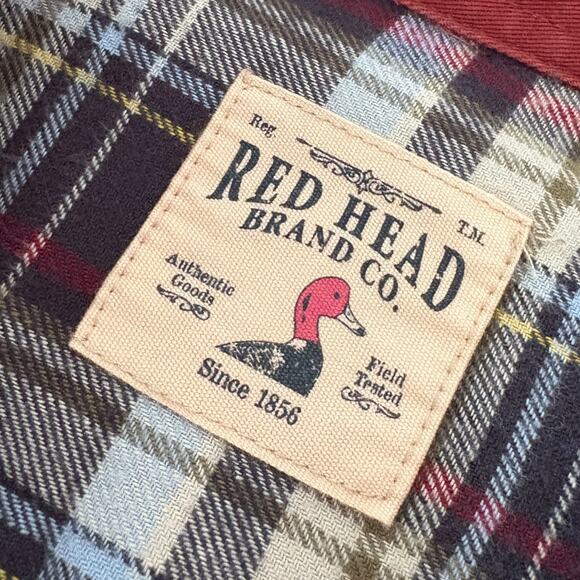 Reg.
T.M.
RED HEAD
BRAND CO.
Authentic
Goods
Field
Tested
Since 1856